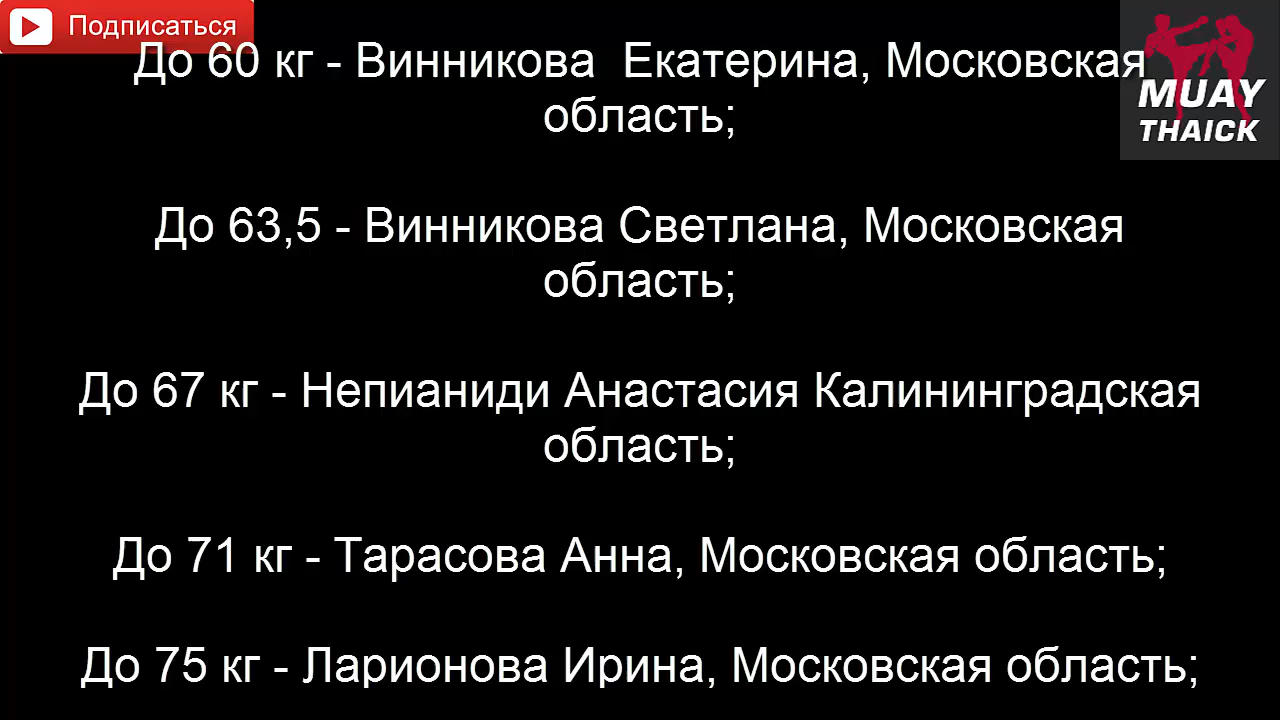 Подписаться
До 60 кг - Винникова  Екатерина, Московская
область;
MUAY
THAICK
До 63,5 - Винникова Светлана, Московская
область;
До 67 кг - Непианиди Анастасия Калининградская
область;
До 71 кг - Тарасова Анна, Московская область;
До 75 кг - Ларионова Ирина, Московская область;